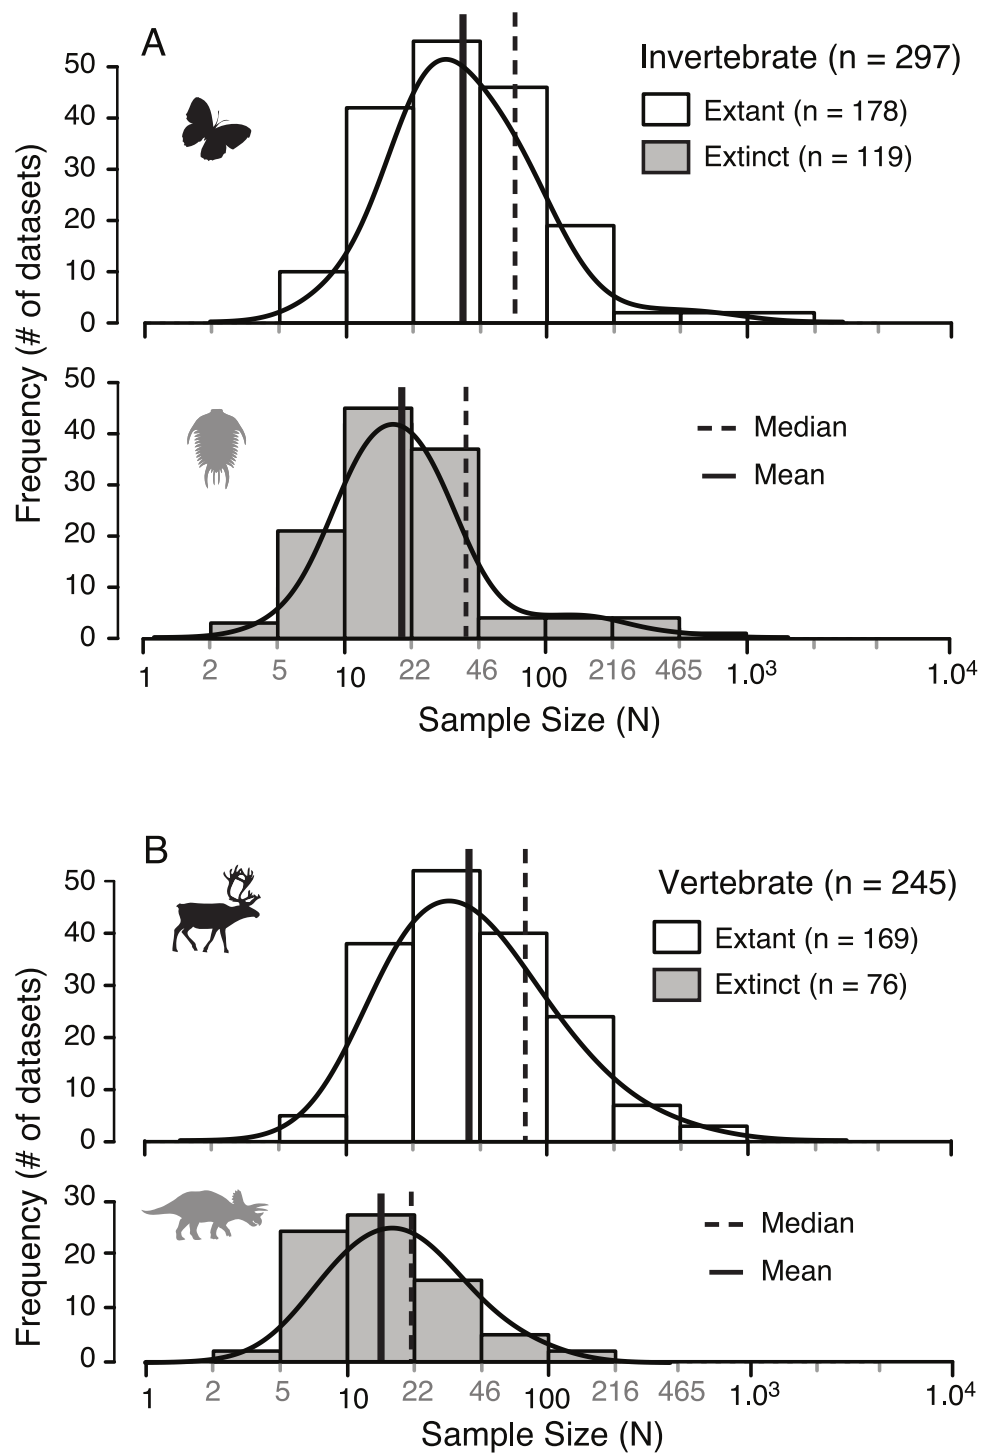 A
Invertebrate (n = 297)
Extant (n = 178)
Extinct (n = 119)
Frequency (# of datasets)
50
40
30
20
10
0
50
40
30
20
10
0
Median
Mean
1 2 5 10 22 46 100 216 465 1.0³ 1.0⁴
Sample Size (N)
B
Vertebrate (n = 245)
Extant (n = 169)
Extinct (n = 76)
Frequency (# of datasets)
50
40
30
20
10
0
30
20
10
0
Median
Mean
1 2 5 10 22 46 100 216 465 1.0³ 1.0⁴
Sample Size (N)